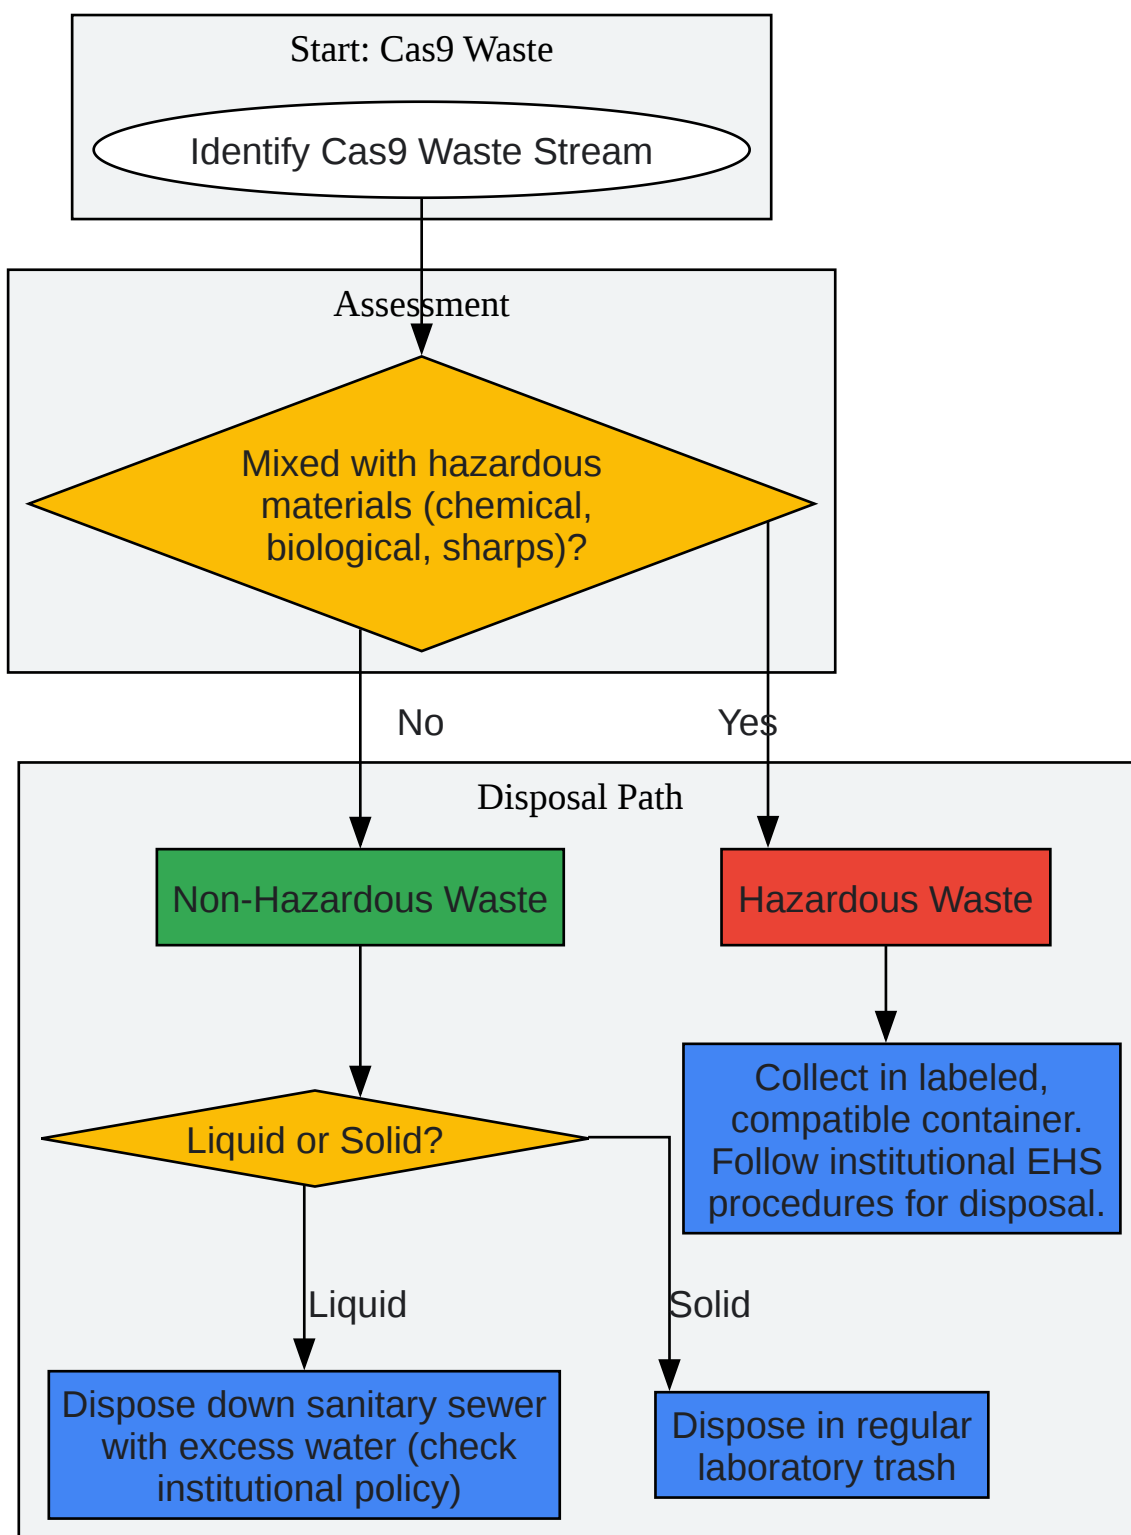 Start: Cas9 Waste
Identify Cas9 Waste Stream
Assessment
Mixed with hazardous
materials (chemical,
biological, sharps)?
No
Yes
Disposal Path
Non-Hazardous Waste
Hazardous Waste
Collect in labeled,
compatible container.
Follow institutional EHS
procedures for disposal.
Liquid or Solid?
Liquid
Solid
Dispose down sanitary sewer
with excess water (check
institutional policy)
Dispose in regular
laboratory trash